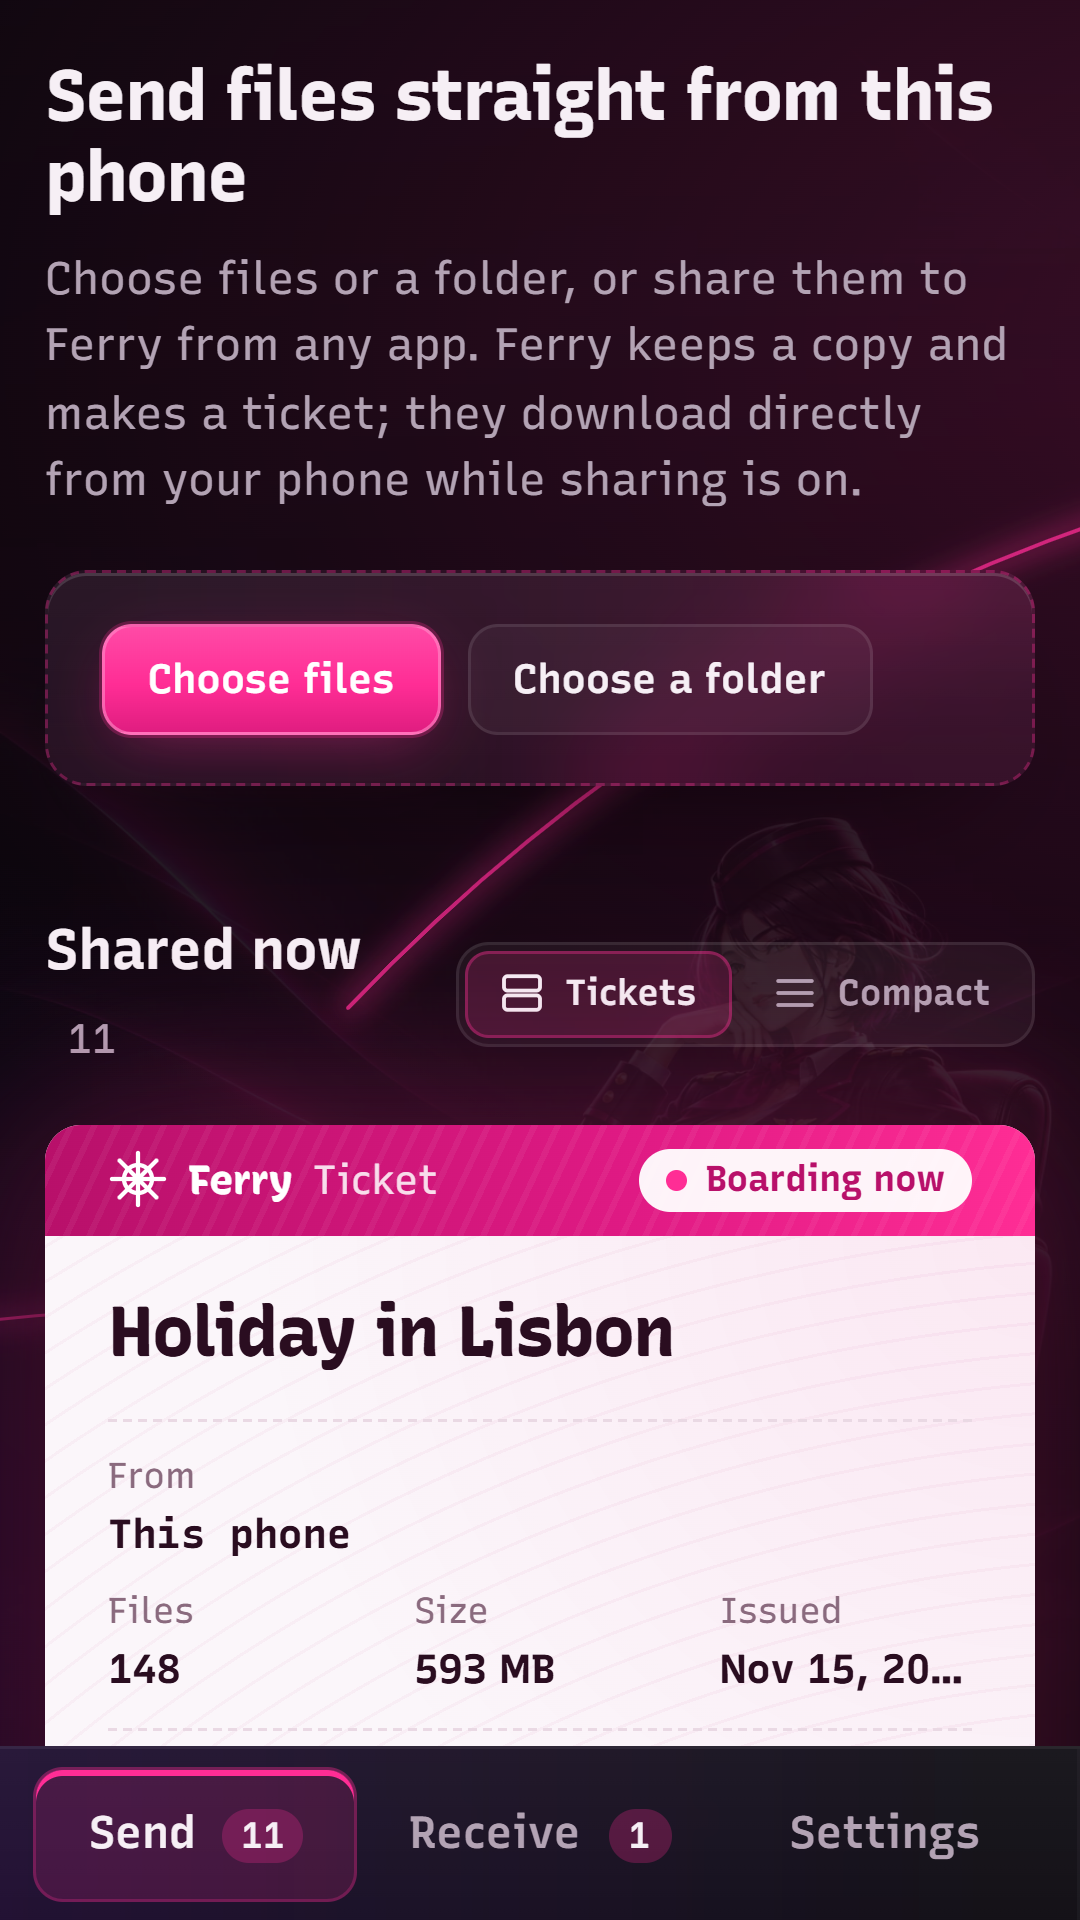 Send files straight from this
phone
Choose files or a folder, or share them to
Ferry from any app. Ferry keeps a copy and
makes a ticket; they download directly
from your phone while sharing is on.
Choose files
Choose a folder
Shared now
11
Tickets
Compact
Ferry Ticket
Boarding now
Holiday in Lisbon
From
This phone
Files
Size
Issued
148
593 MB
Nov 15, 20...
Send 11
Receive 1
Settings